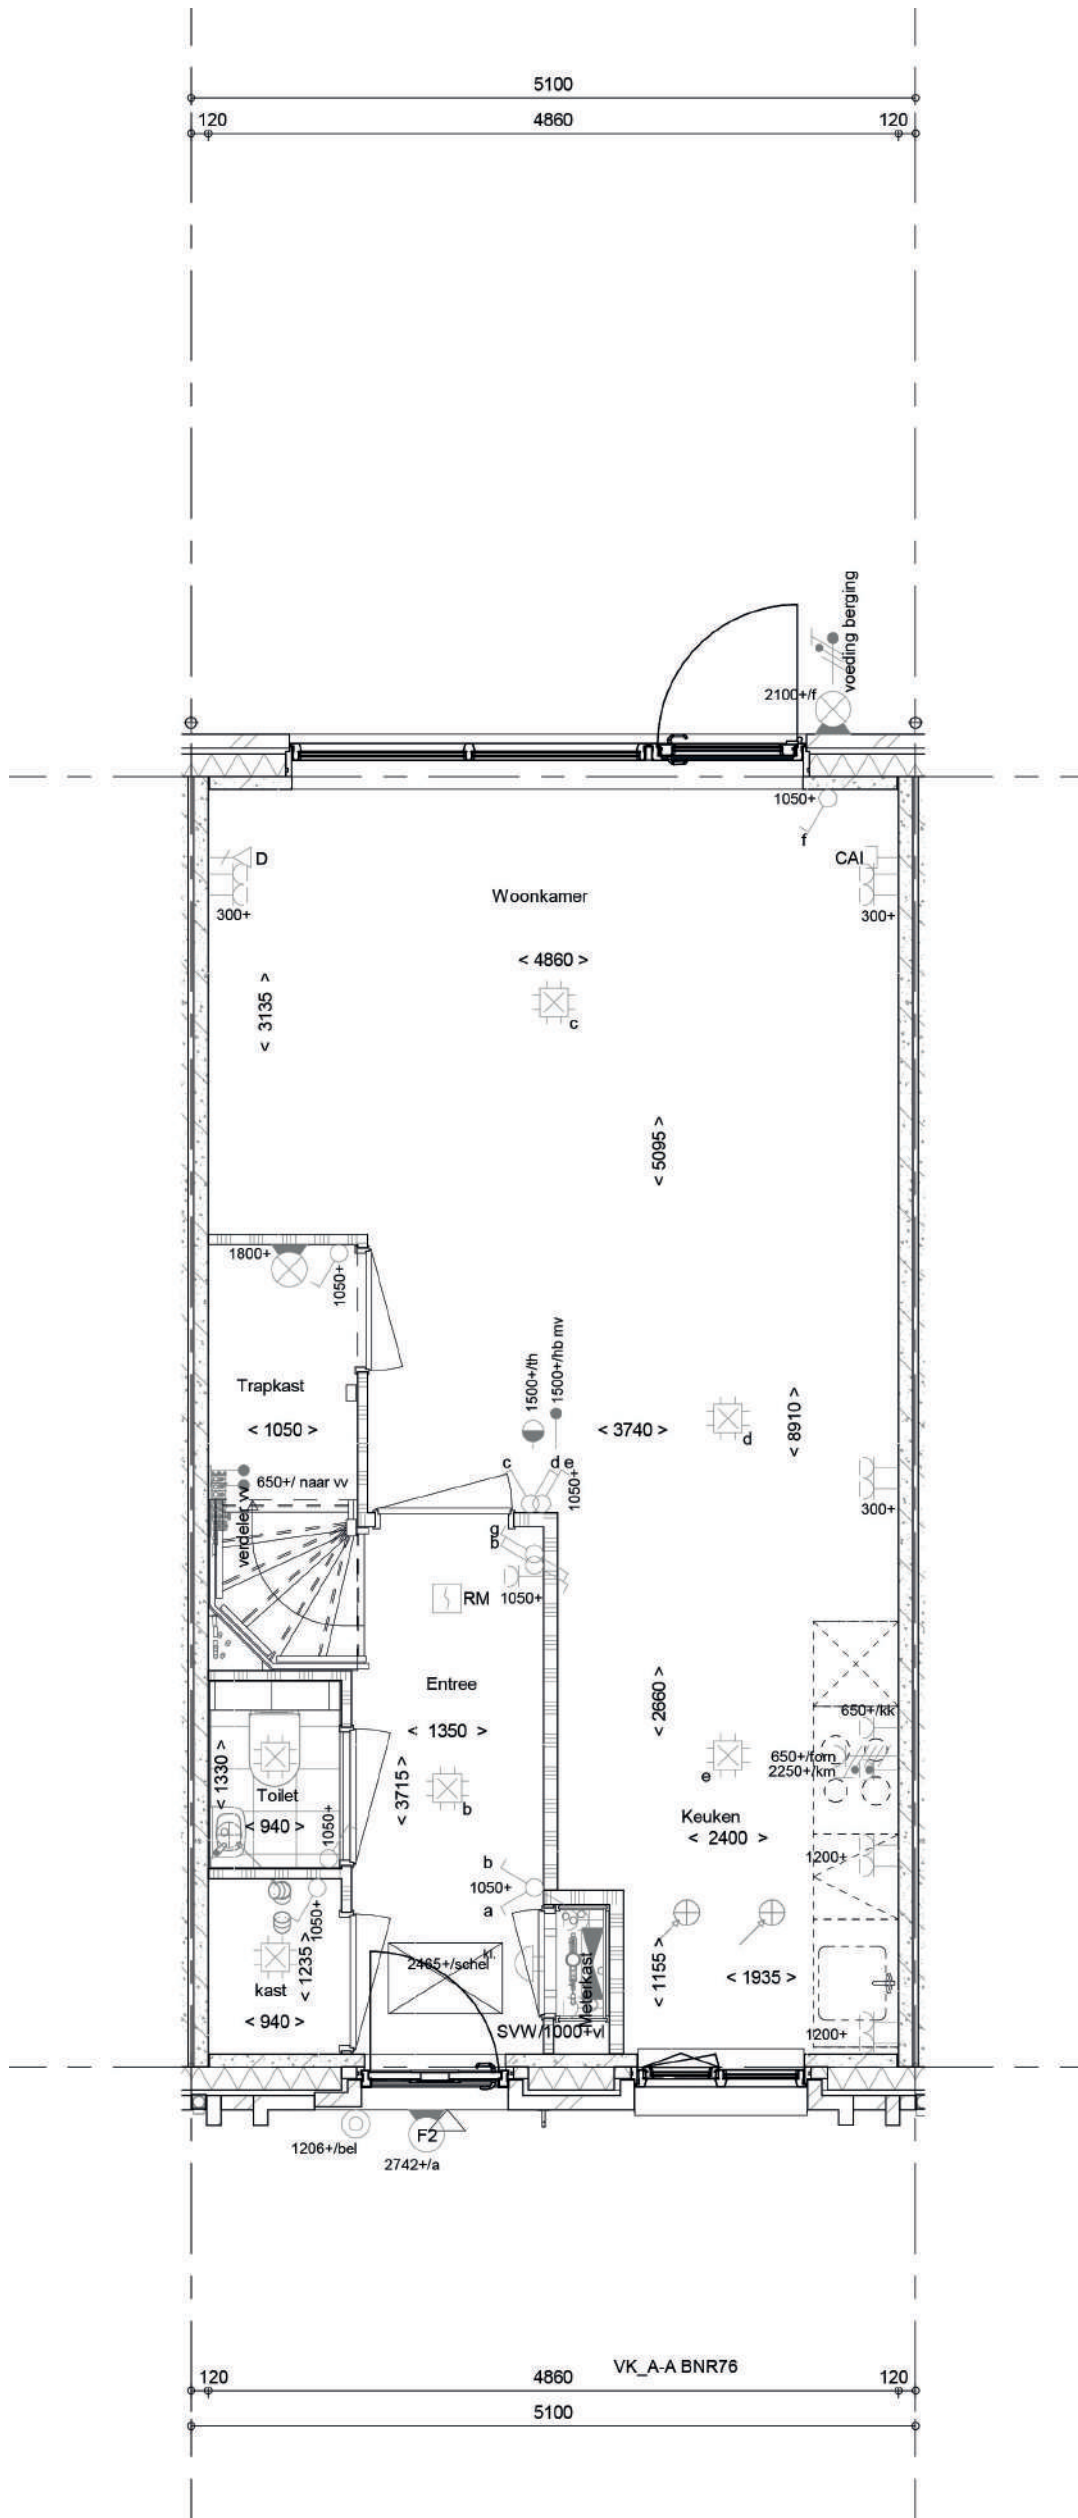 5100
120
4860
120
voeding berging
2100+/f
1050+
f
D
CAI
300+
300+
Woonkamer
< 4860 >
< 3135 >
c
< 5095 >
1800+
1050+
1500+/th
1500+/hb mv
Trapkast
< 1050 >
< 3740 >
d
< 8910 >
c
d e
1050+
650+/ naar vv
verdeler vv
300+
g
b
RM
1050+
Entree
< 1350 >
< 2660 >
650+/kk
650+/forn
2250+/km
< 1330 >
Toilet
< 940 >
1050+
< 3715 >
b
e
Keuken
< 2400 >
1200+
b
1050+
a
1050+
< 1235 >
kast
< 940 >
2465+/schel
kl.
Meterkast
< 1155 >
< 1935 >
SVW/1000+vl
1200+
1206+/bel
F2
2742+/a
VK_A-A BNR76
120
4860
120
5100